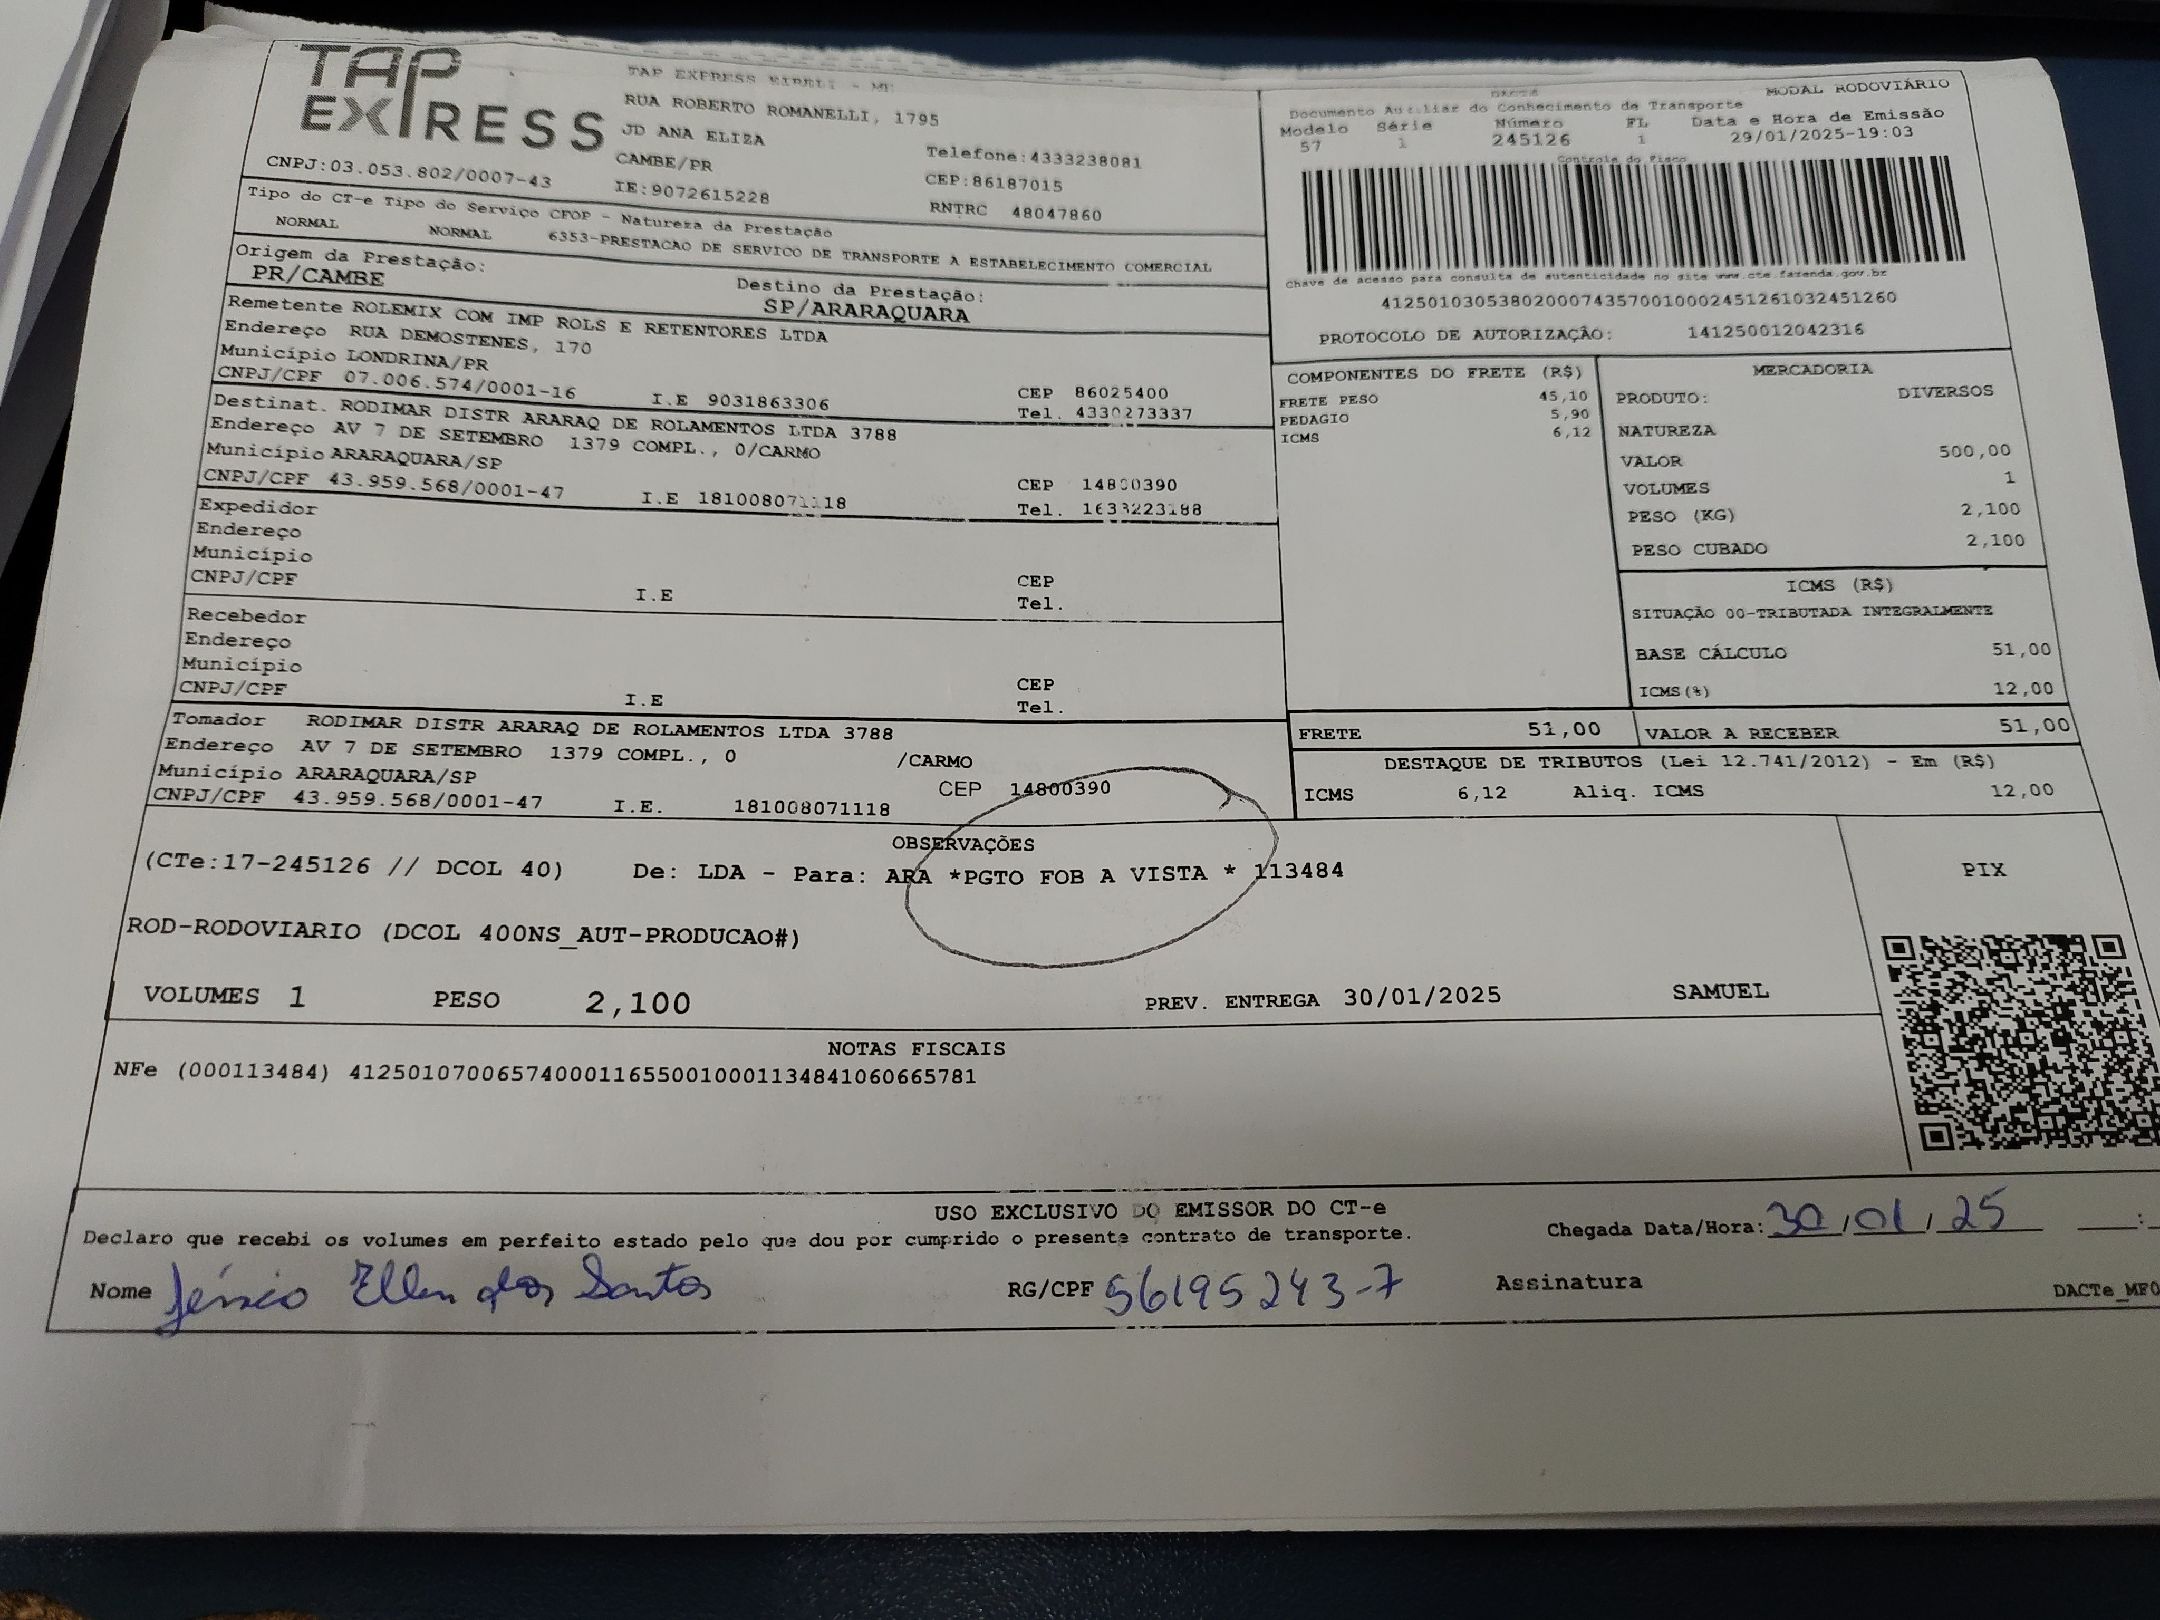 TAP EXPRESS
TAP EXPRESS EIRELI - ME
RUA ROBERTO ROMANELLI, 1795
JD ANA ELIZA
CAMBE/PR
Telefone:4333238081
CNPJ:03.053.802/0007-43
IE:9072615228
CEP:86187015
RNTRC 48047860
Tipo do CT-e Tipo do Serviço CFOP - Natureza da Prestação
NORMAL NORMAL 6353-PRESTACAO DE SERVICO DE TRANSPORTE A ESTABELECIMENTO COMERCIAL
Origem da Prestação: Destino da Prestação:
PR/CAMBE SP/ARARAQUARA
DACTE MODAL RODOVIÁRIO
Documento Auxiliar do Conhecimento de Transporte
Modelo Série Número FL Data e Hora de Emissão
57 1 245126 1 29/01/2025-19:03
Controle do Fisco
Chave de acesso para consulta de autenticidade no site www.cte.fazenda.gov.br
41250103053802000743570010002451261032451260
PROTOCOLO DE AUTORIZAÇÃO: 141250012042316
Remetente ROLEMIX COM IMP ROLS E RETENTORES LTDA
Endereço RUA DEMOSTENES, 170
Município LONDRINA/PR CEP 86025400
CNPJ/CPF 07.006.574/0001-16 I.E 9031863306 Tel. 4330273337
Destinat. RODIMAR DISTR ARARAQ DE ROLAMENTOS LTDA 3788
Endereço AV 7 DE SETEMBRO 1379 COMPL., 0/CARMO
Município ARARAQUARA/SP CEP 14800390
CNPJ/CPF 43.959.568/0001-47 I.E 181008071118 Tel. 1633223188
Expedidor
Endereço
Município CEP
CNPJ/CPF I.E Tel.
Recebedor
Endereço
Município CEP
CNPJ/CPF I.E Tel.
Tomador RODIMAR DISTR ARARAQ DE ROLAMENTOS LTDA 3788
Endereço AV 7 DE SETEMBRO 1379 COMPL., 0 /CARMO
Município ARARAQUARA/SP CEP 14800390
CNPJ/CPF 43.959.568/0001-47 I.E. 181008071118
COMPONENTES DO FRETE (R$)
FRETE PESO 45,10
PEDAGIO 5,90
ICMS 6,12
MERCADORIA
PRODUTO: DIVERSOS
NATUREZA
VALOR 500,00
VOLUMES 1
PESO (KG) 2,100
PESO CUBADO 2,100
ICMS (R$)
SITUAÇÃO 00-TRIBUTADA INTEGRALMENTE
BASE CÁLCULO 51,00
ICMS(%) 12,00
FRETE 51,00 VALOR A RECEBER 51,00
DESTAQUE DE TRIBUTOS (Lei 12.741/2012) - Em (R$)
ICMS 6,12 Aliq. ICMS 12,00
OBSERVAÇÕES
(CTe:17-245126 // DCOL 40) De: LDA - Para: ARA *PGTO FOB A VISTA * 113484
ROD-RODOVIARIO (DCOL 400NS_AUT-PRODUCAO#)
VOLUMES 1 PESO 2,100 PREV. ENTREGA 30/01/2025 SAMUEL
PIX
NOTAS FISCAIS
NFe (000113484) 41250107006574000116550010001134841060665781
USO EXCLUSIVO DO EMISSOR DO CT-e
Declaro que recebi os volumes em perfeito estado pelo que dou por cumprido o presente contrato de transporte. Chegada Data/Hora: 30/01/25 :
Nome Jéssica Ellen dos Santos RG/CPF 56195243-7 Assinatura
DACTe_MF0